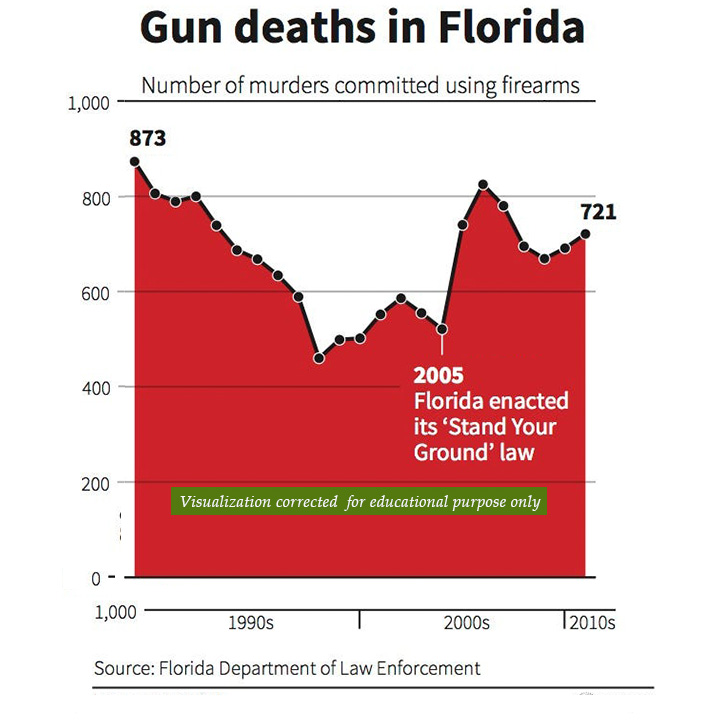 Gun deaths in Florida
Number of murders committed using firearms
1,000
873
800
721
600
400
2005
Florida enacted
its ‘Stand Your
Ground’ law
200
Visualization corrected for educational purpose only
0
1,000
1990s
2000s
2010s
Source: Florida Department of Law Enforcement